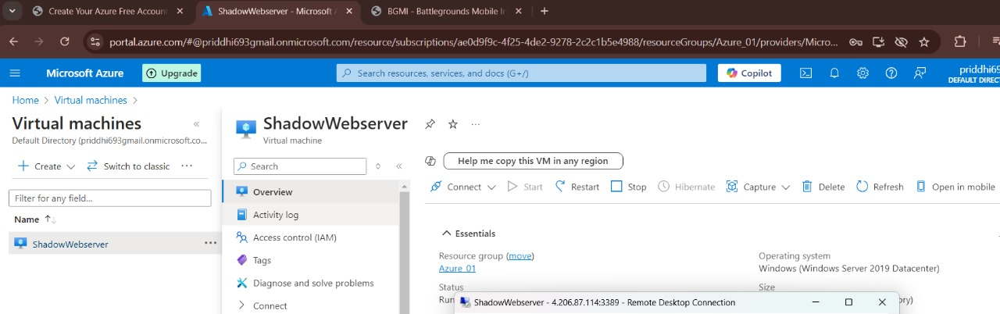 Create Your Azure Free Accoun
ShadowWebserver - Microsoft
BGMI - Battlegrounds Mobile In
portal.azure.com/#@priddhi693gmail.onmicrosoft.com/resource/subscriptions/ae0d9f9c-4f25-4de2-9278-2c2c1b5e4988/resourceGroups/Azure_01/providers/Micro...
Microsoft Azure
Upgrade
Search resources, services, and docs (G+/)
Copilot
priddhi69
DEFAULT DIREC
Home > Virtual machines >
Virtual machines
Default Directory (priddhi693gmail.onmicrosoft.co...
Create
Switch to classic
Filter for any field...
Name
ShadowWebserver
ShadowWebserver
Virtual machine
Search
Overview
Activity log
Access control (IAM)
Tags
Diagnose and solve problems
Connect
Help me copy this VM in any region
Connect
Start
Restart
Stop
Hibernate
Capture
Delete
Refresh
Open in mobile
Essentials
Resource group (move)
Azure_01
Status
Run
Operating system
Windows (Windows Server 2019 Datacenter)
Size
ory)
ShadowWebserver - 4.206.87.114:3389 - Remote Desktop Connection